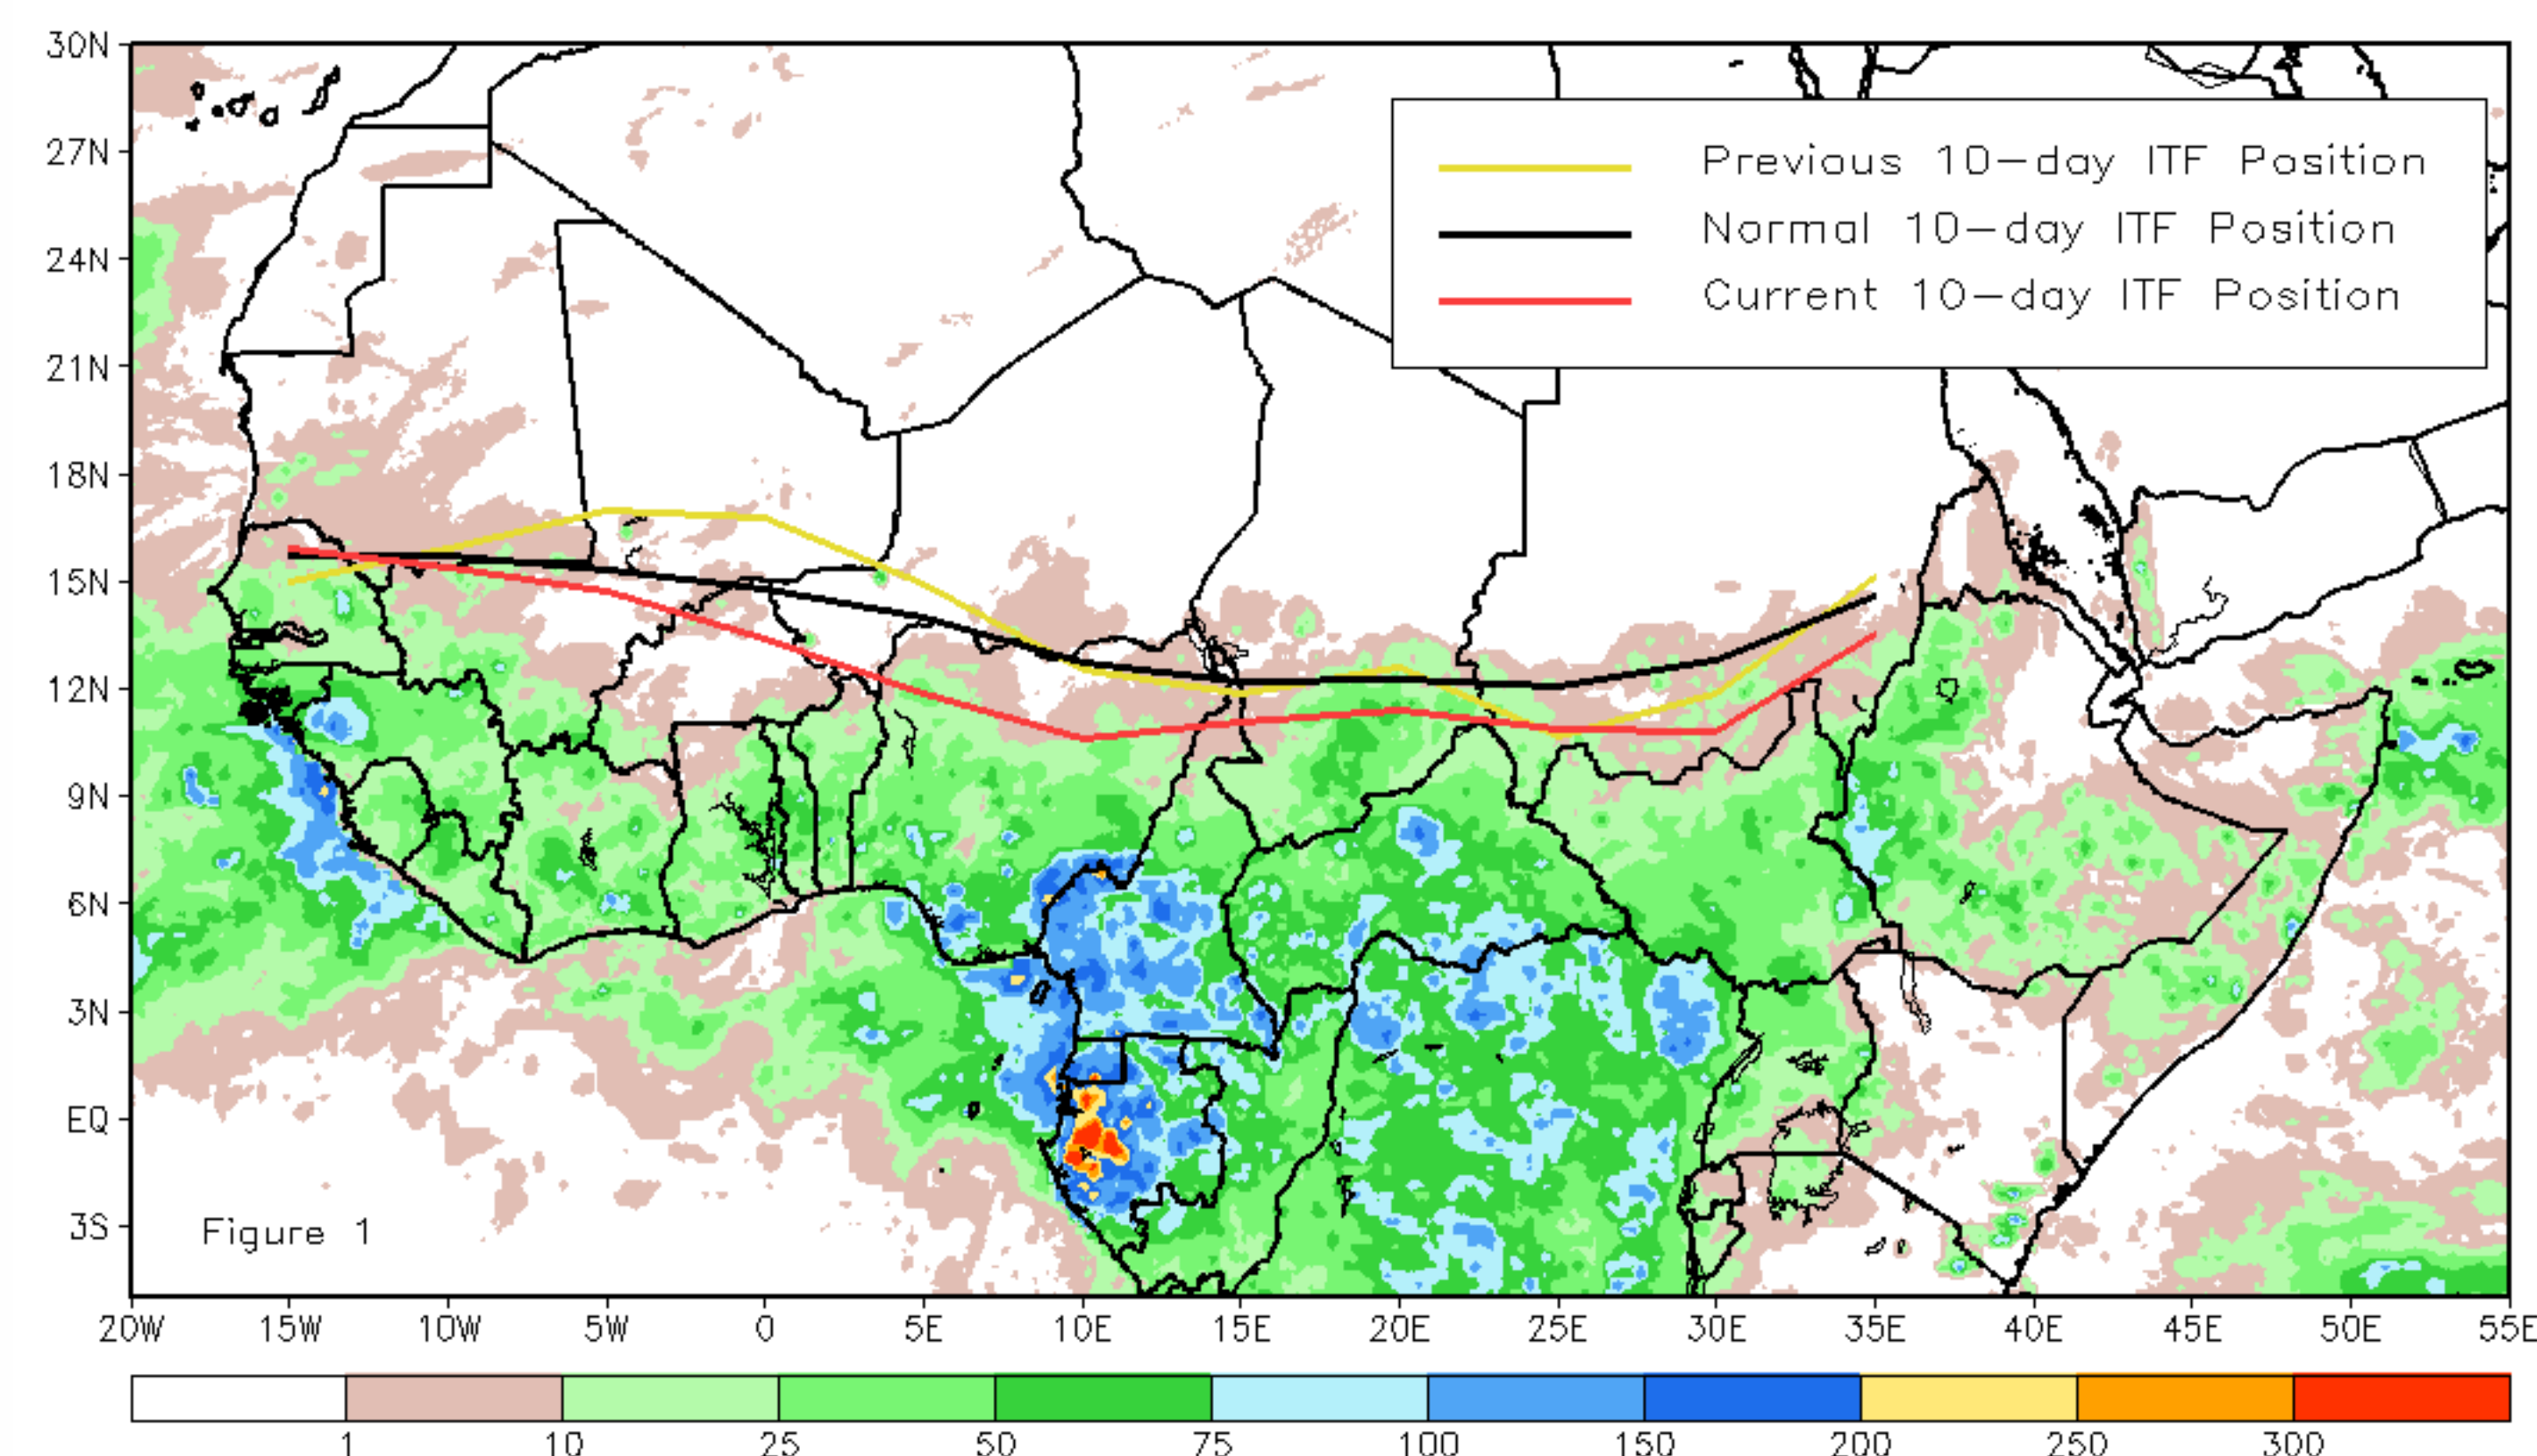 30N
27N
24N
21N
18N
15N
12N
9N
6N
3N
EQ
3S
Previous 10-day ITF Position
Normal 10-day ITF Position
Current 10-day ITF Position
Figure 1
20W 15W 10W 5W 0 5E 10E 15E 20E 25E 30E 35E 40E 45E 50E 55E
1 10 25 50 75 100 150 200 250 300